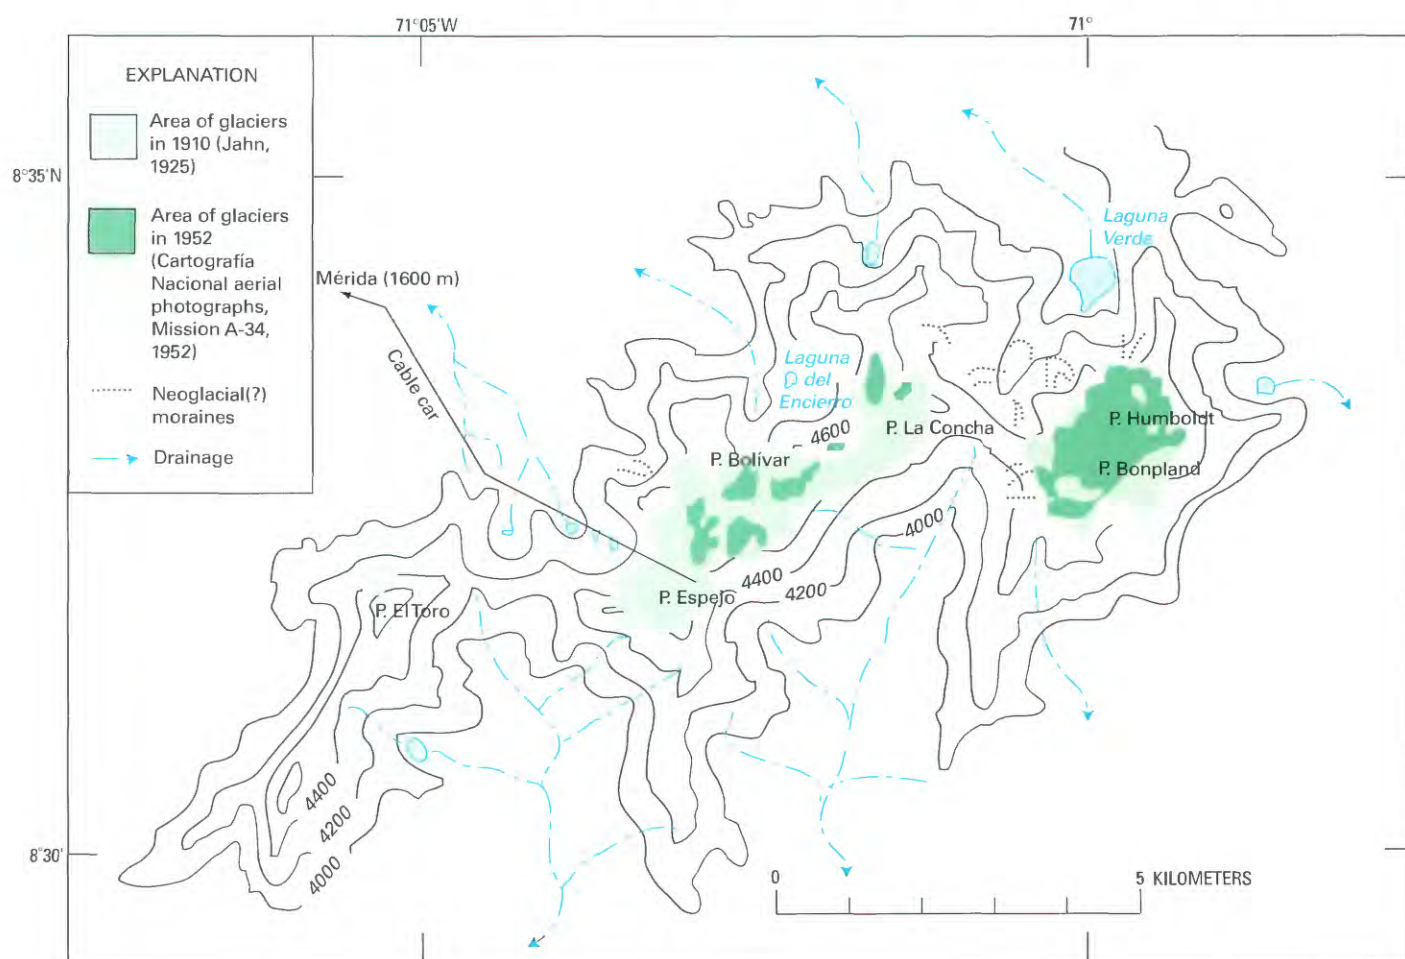 71°05'W
71°
EXPLANATION
Area of glaciers
in 1910 (Jahn,
1925)
8°35'N
Area of glaciers
in 1952
(Cartografía
Nacional aerial
photographs,
Mission A-34,
1952)
Neoglacial(?)
moraines
Drainage
Laguna
Verde
Mérida (1600 m)
Cable car
Laguna
del
Encierro
4600
P. La Concha
P. Humboldt
P. Bolívar
P. Bonpland
4000
4400
4200
P. Espejo
P. El Toro
4400
4200
4000
8°30'
0
5 KILOMETERS